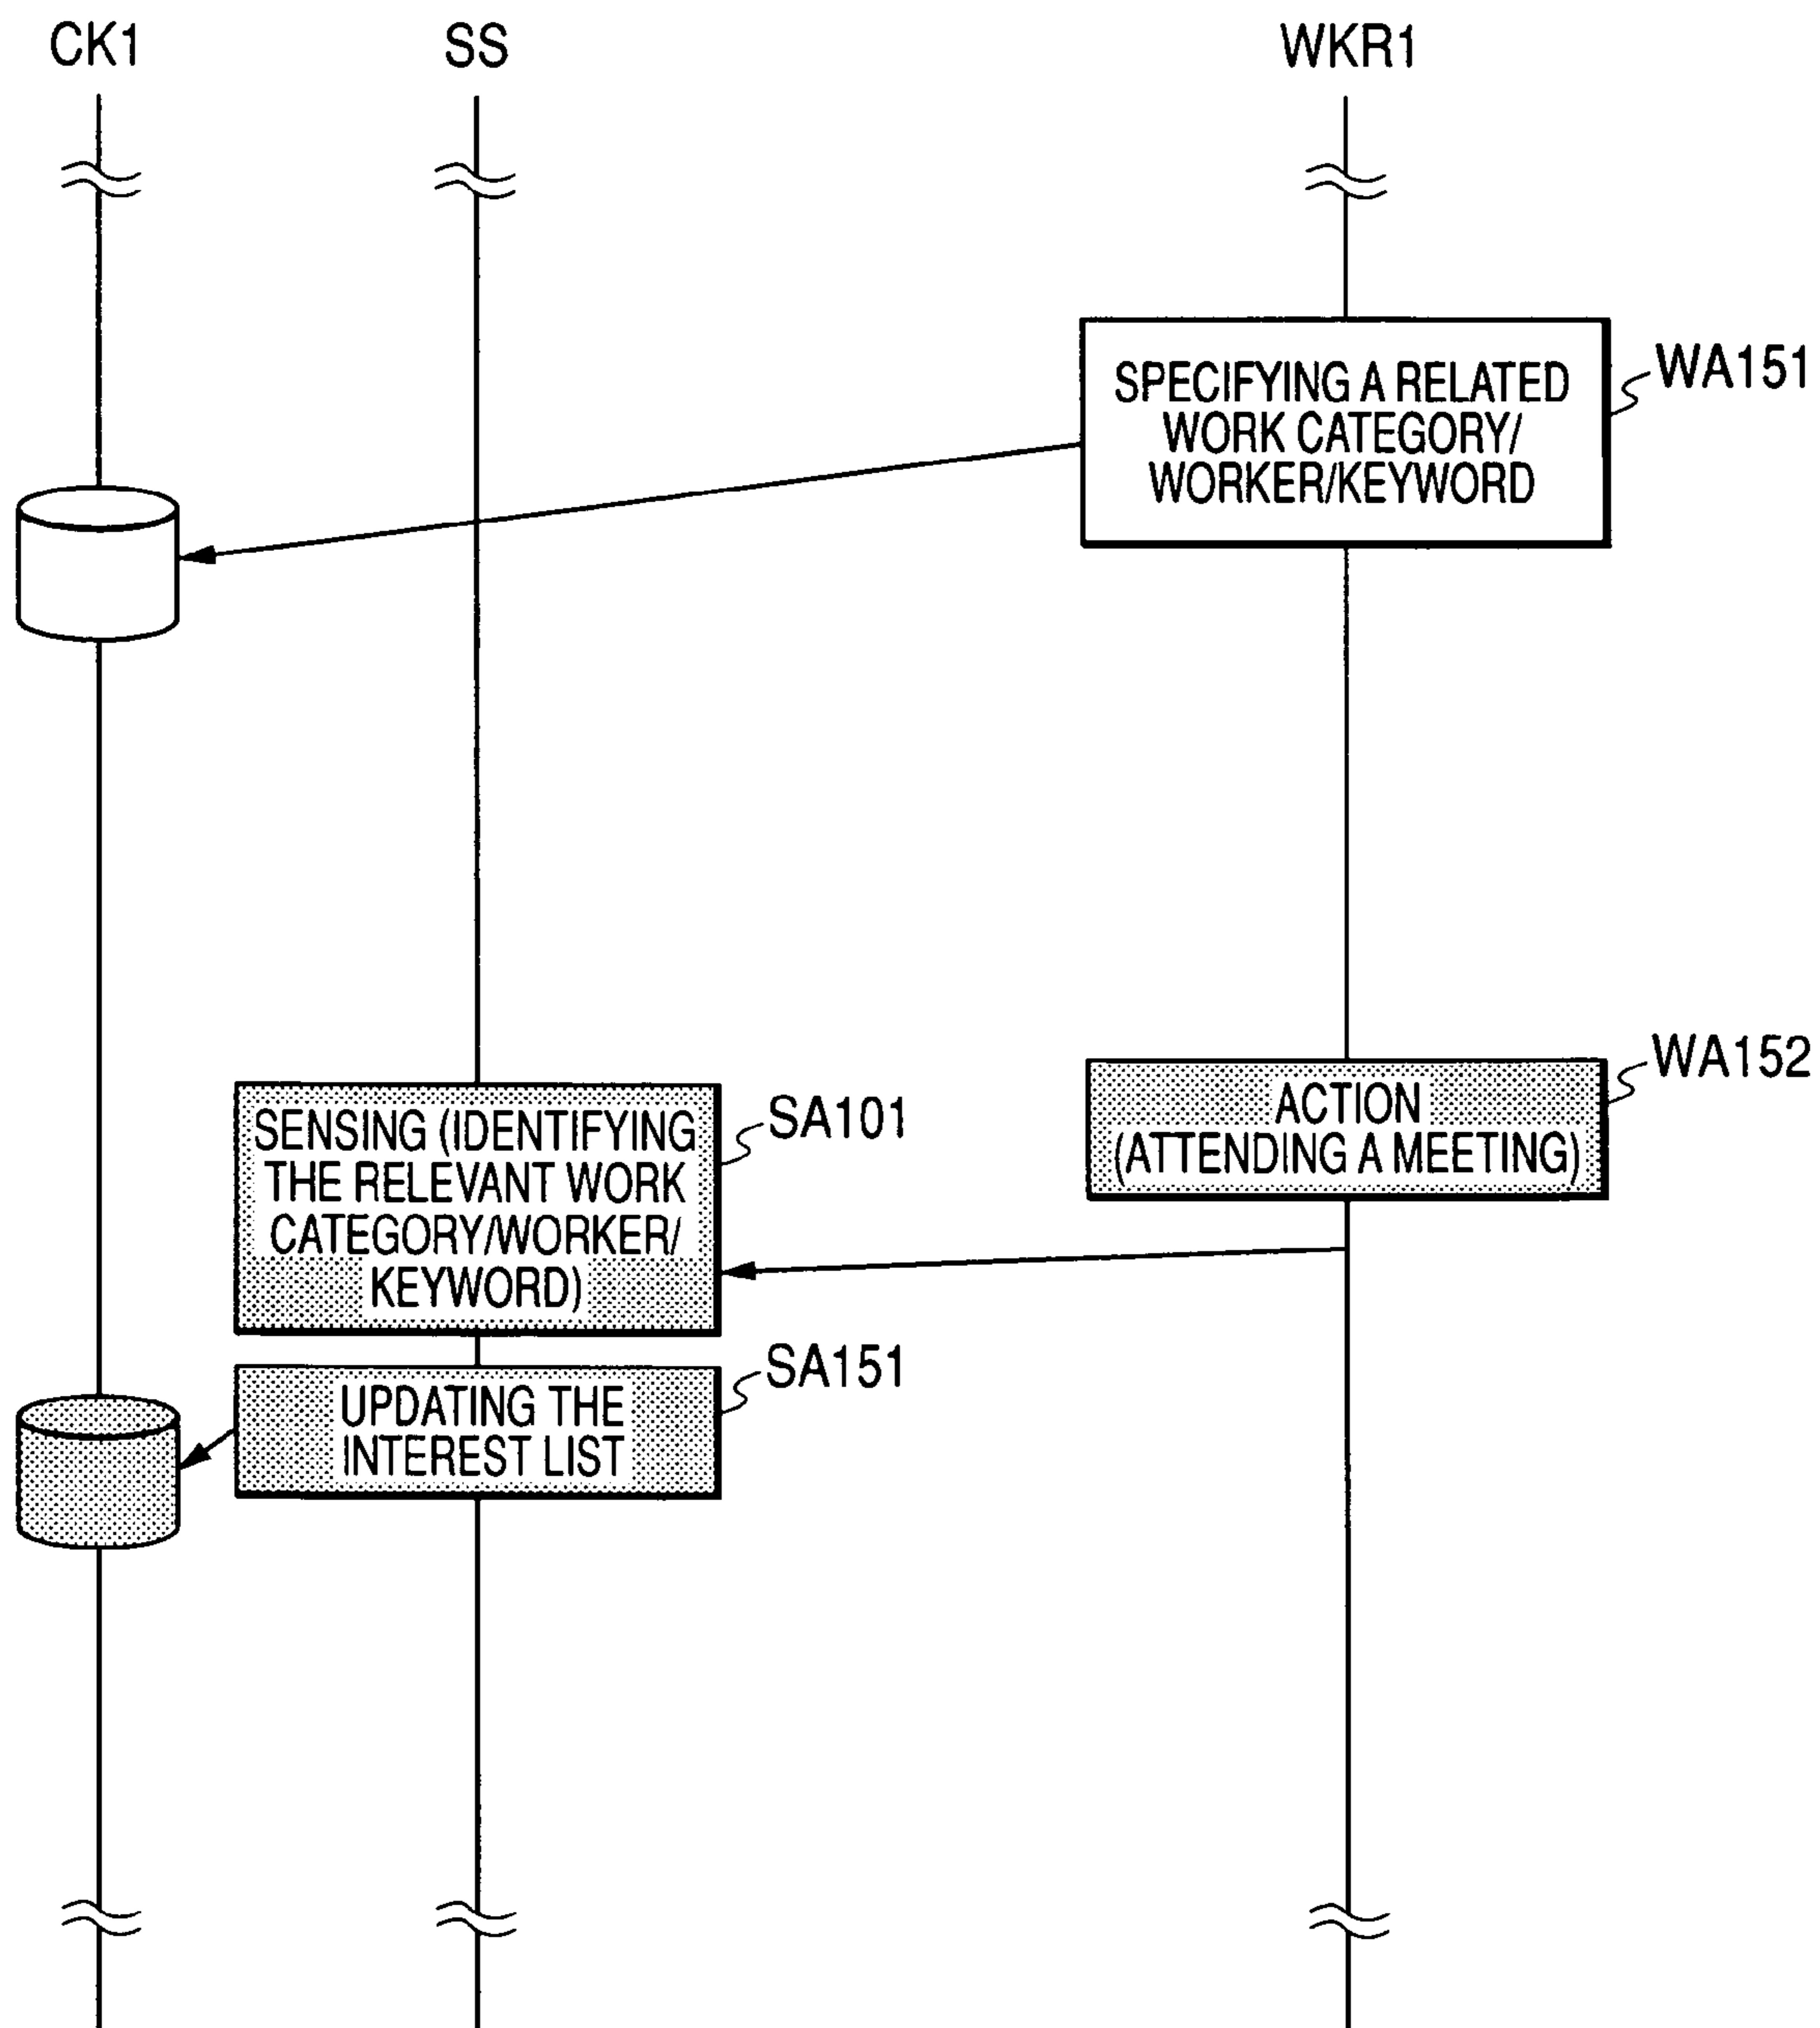 CK1
SS
WKR1
SPECIFYING A RELATED
WORK CATEGORY/
WORKER/KEYWORD
WA151
ACTION
(ATTENDING A MEETING)
WA152
SENSING (IDENTIFYING
THE RELEVANT WORK
CATEGORY/WORKER/
KEYWORD)
SA101
UPDATING THE
INTEREST LIST
SA151